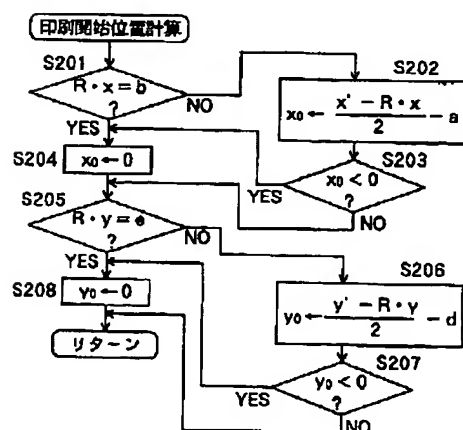 印刷開始位置計算
S201
R・x=b
?
NO
YES
S202
x₀ ← (x' − R・x)/2 − a
S203
x₀ < 0
?
YES
NO
S204
x₀ ← 0
S205
R・y=e
?
NO
YES
S206
y₀ ← (y' − R・y)/2 − d
S207
y₀ < 0
?
YES
NO
S208
y₀ ← 0
リターン